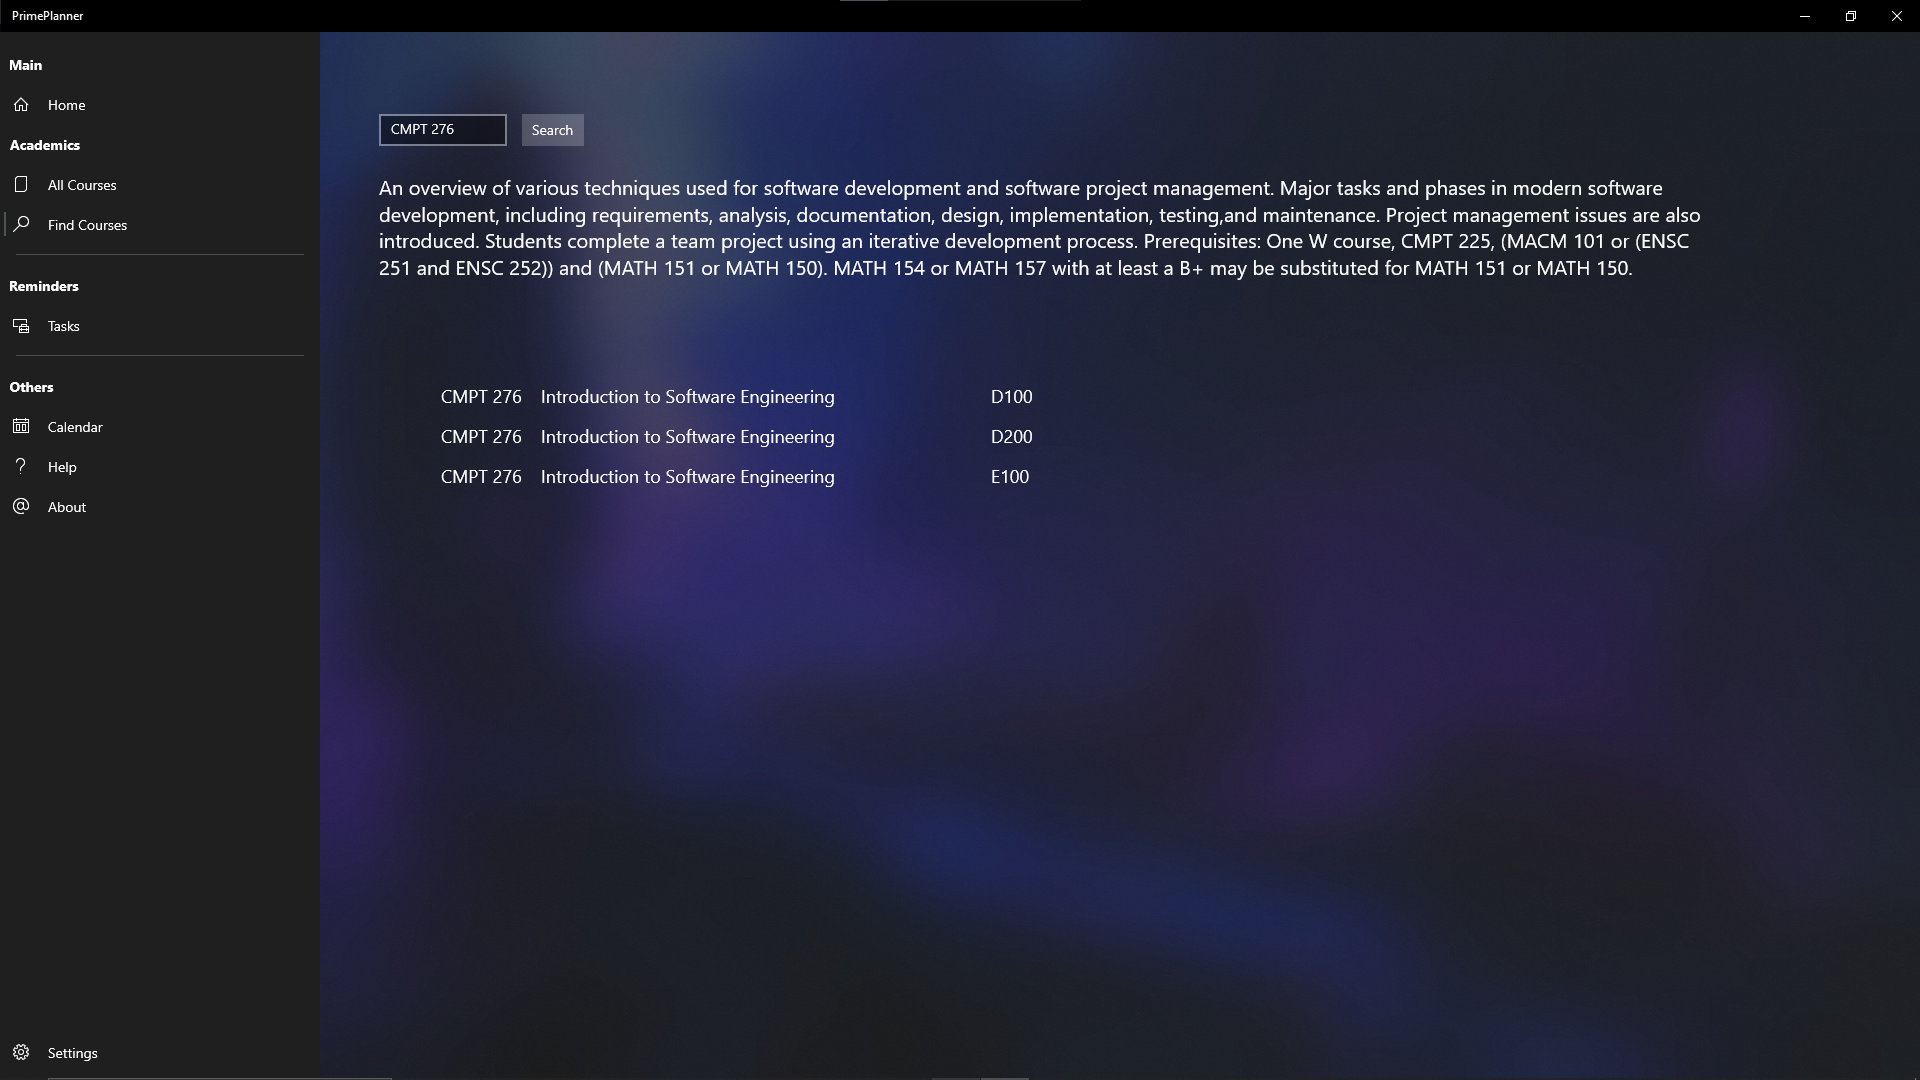 PrimePlanner
Main
Home
Academics
All Courses
Find Courses
Reminders
Tasks
Others
Calendar
Help
About
Settings
CMPT 276
Search
An overview of various techniques used for software development and software project management. Major tasks and phases in modern software
development, including requirements, analysis, documentation, design, implementation, testing,and maintenance. Project management issues are also
introduced. Students complete a team project using an iterative development process. Prerequisites: One W course, CMPT 225, (MACM 101 or (ENSC
251 and ENSC 252)) and (MATH 151 or MATH 150). MATH 154 or MATH 157 with at least a B+ may be substituted for MATH 151 or MATH 150.
CMPT 276 Introduction to Software Engineering D100
CMPT 276 Introduction to Software Engineering D200
CMPT 276 Introduction to Software Engineering E100